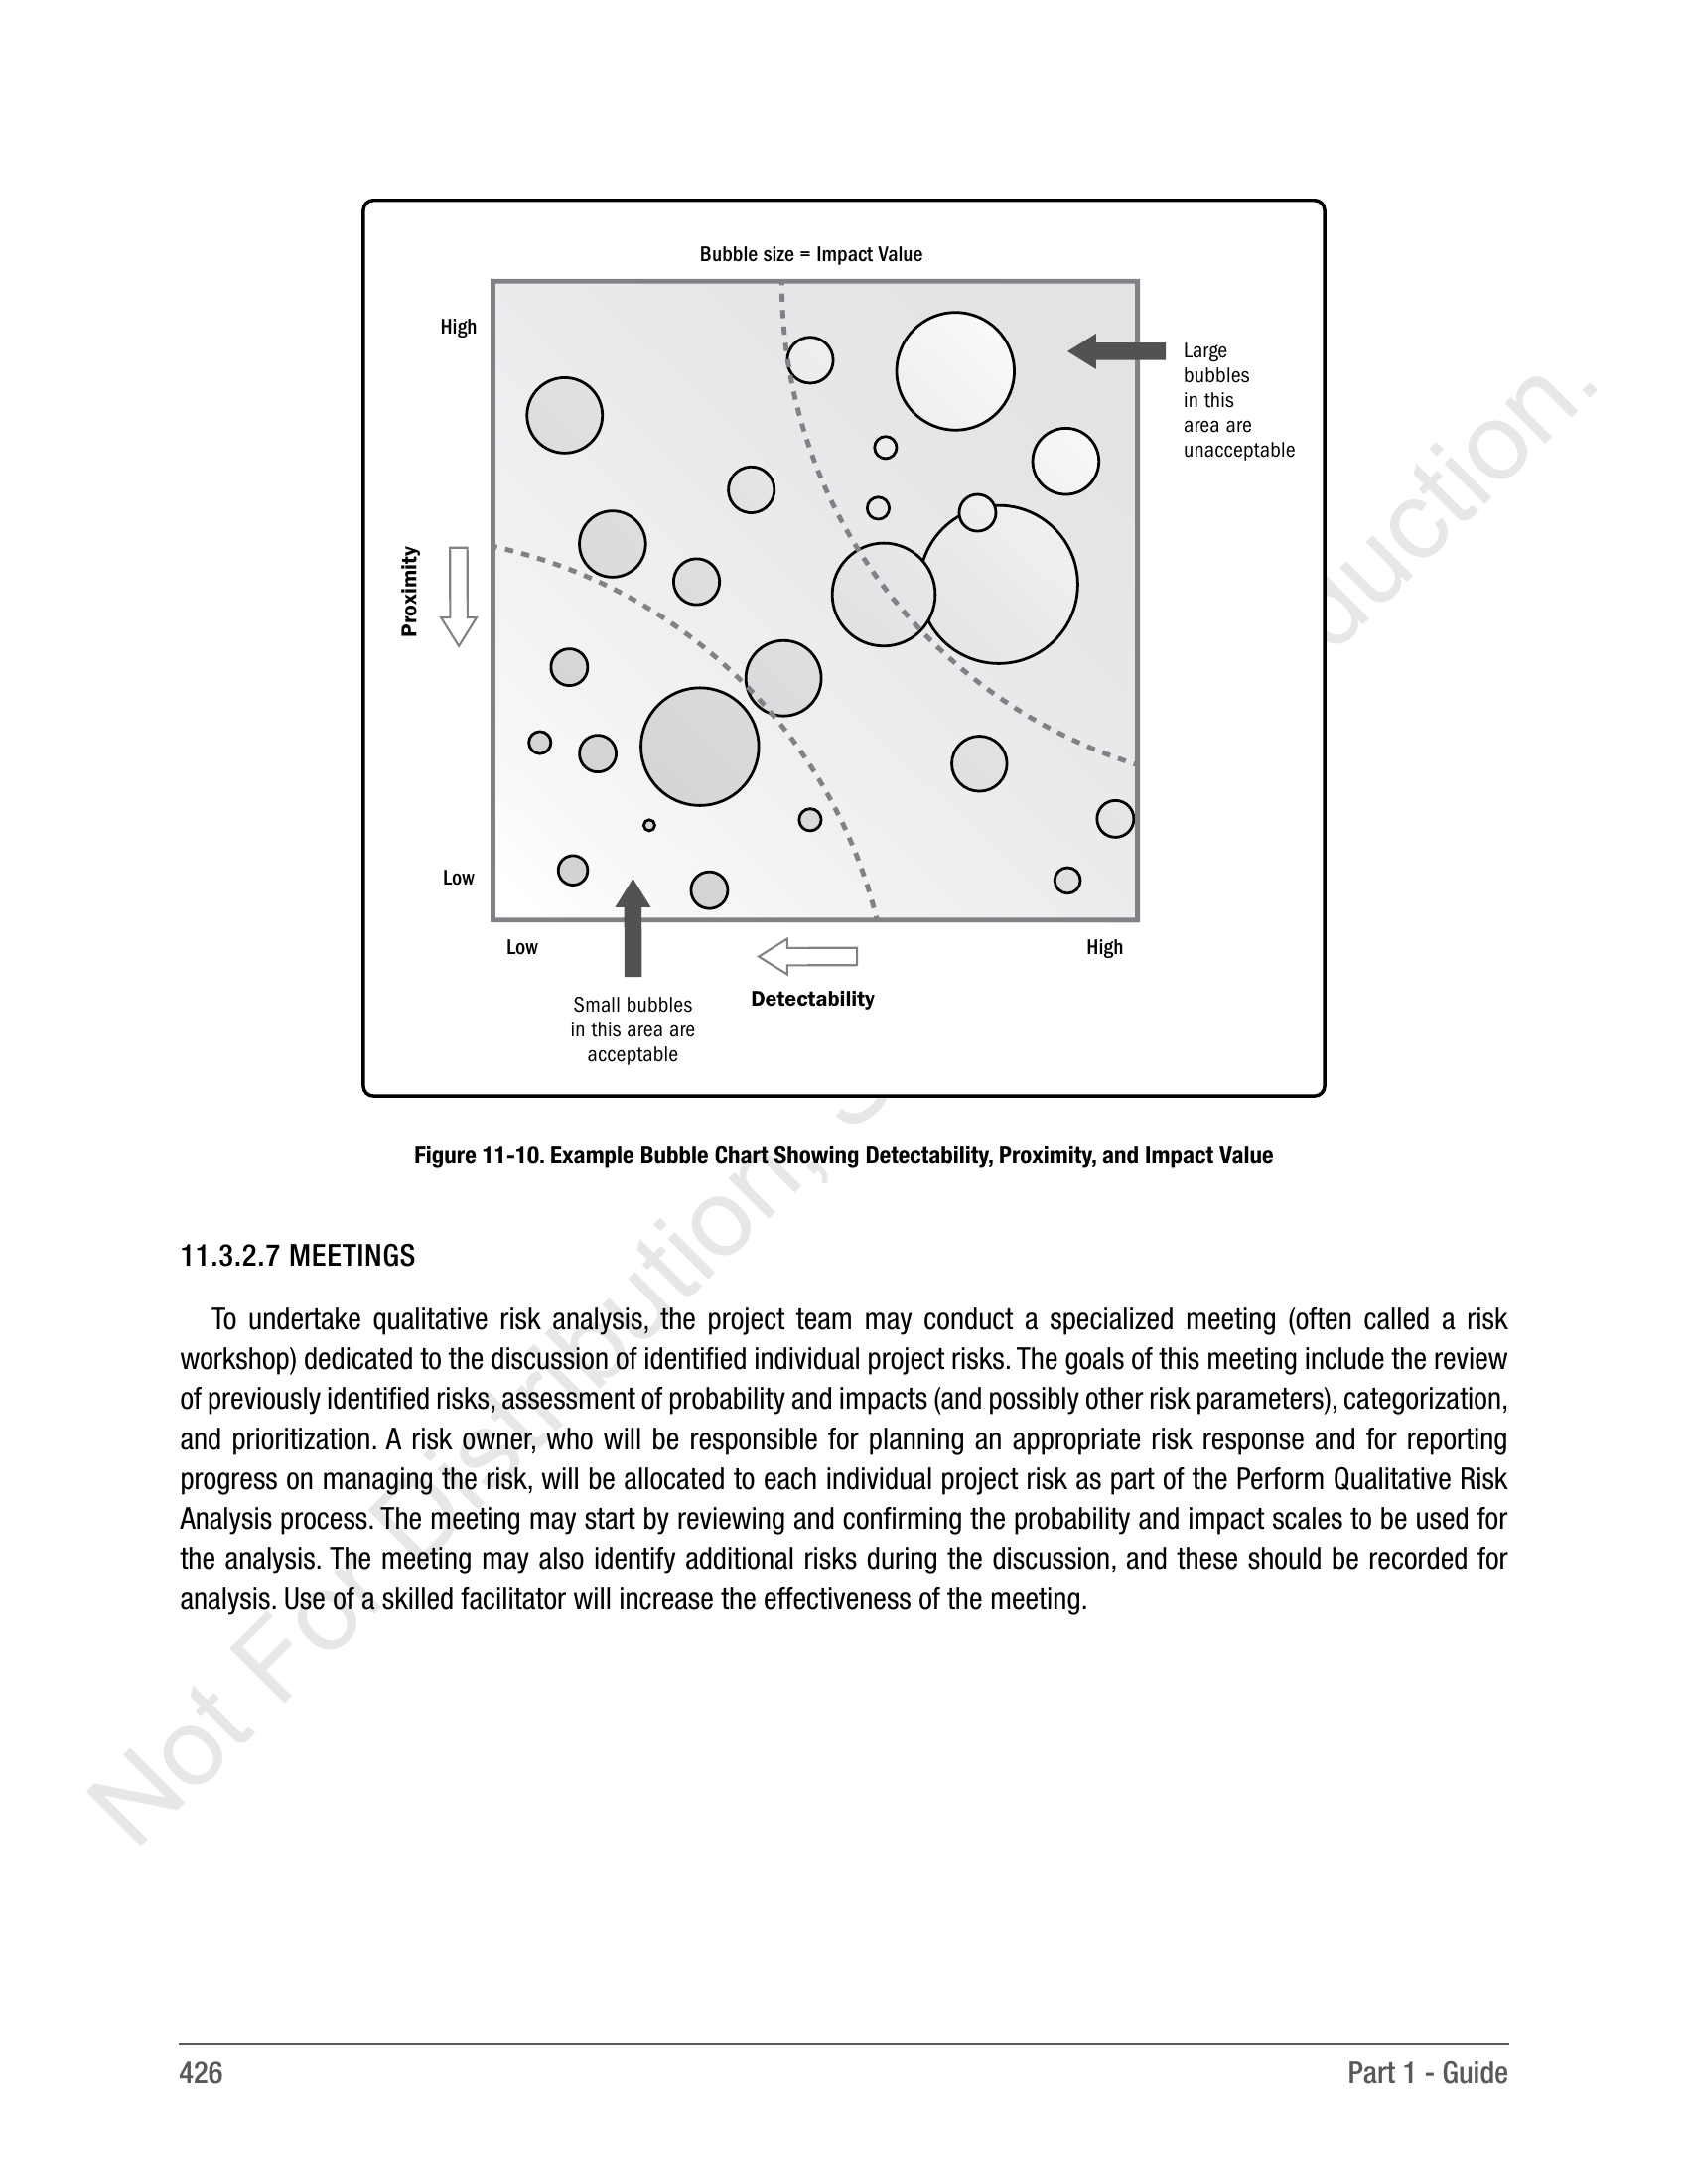 Bubble size = Impact Value
High
Large
bubbles
in this
area are
unacceptable
Proximity
Low
Low
High
Detectability
Small bubbles
in this area are
acceptable
Figure 11-10. Example Bubble Chart Showing Detectability, Proximity, and Impact Value
11.3.2.7 MEETINGS
To undertake qualitative risk analysis, the project team may conduct a specialized meeting (often called a risk
workshop) dedicated to the discussion of identified individual project risks. The goals of this meeting include the review
of previously identified risks, assessment of probability and impacts (and possibly other risk parameters), categorization,
and prioritization. A risk owner, who will be responsible for planning an appropriate risk response and for reporting
progress on managing the risk, will be allocated to each individual project risk as part of the Perform Qualitative Risk
Analysis process. The meeting may start by reviewing and confirming the probability and impact scales to be used for
the analysis. The meeting may also identify additional risks during the discussion, and these should be recorded for
analysis. Use of a skilled facilitator will increase the effectiveness of the meeting.
Not For Distribution,
426
Part 1 - Guide